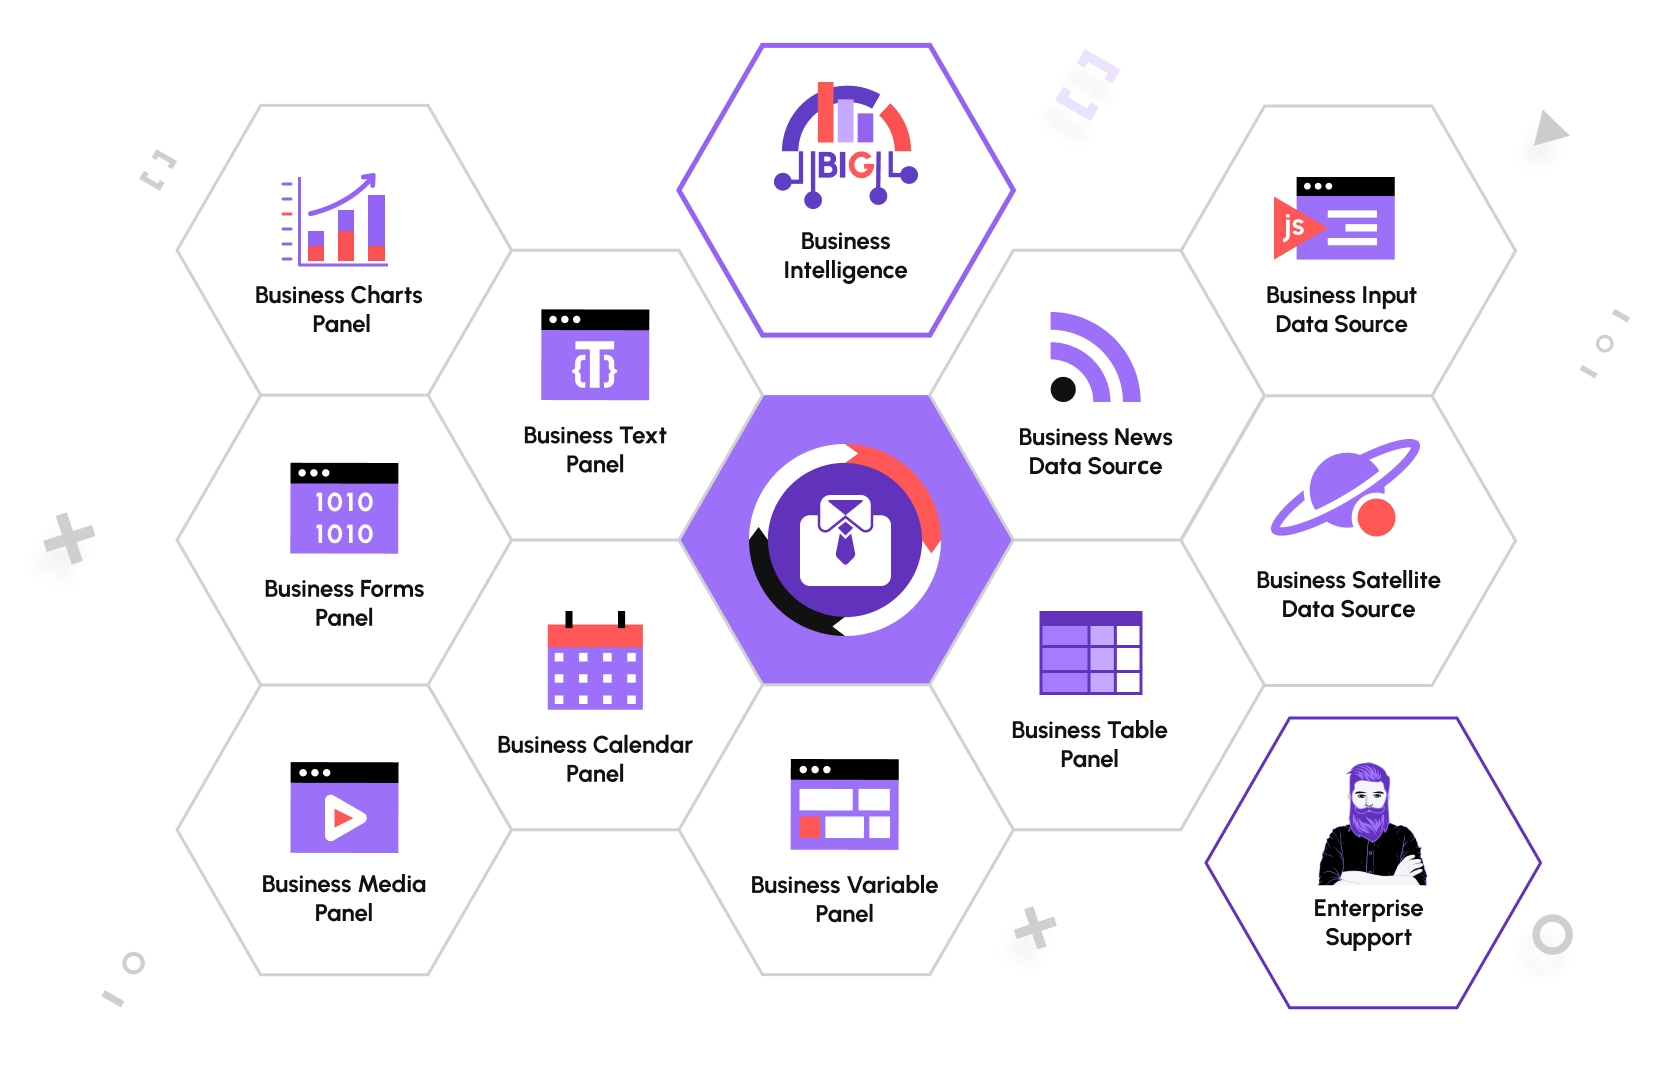 BIG
Business
Intelligence
Business Charts
Panel
js
Business Input
Data Source
{T}
Business Text
Panel
Business News
Data Source
1010
1010
Business Forms
Panel
Business Satellite
Data Source
Business Calendar
Panel
Business Table
Panel
Business Media
Panel
Business Variable
Panel
Enterprise
Support